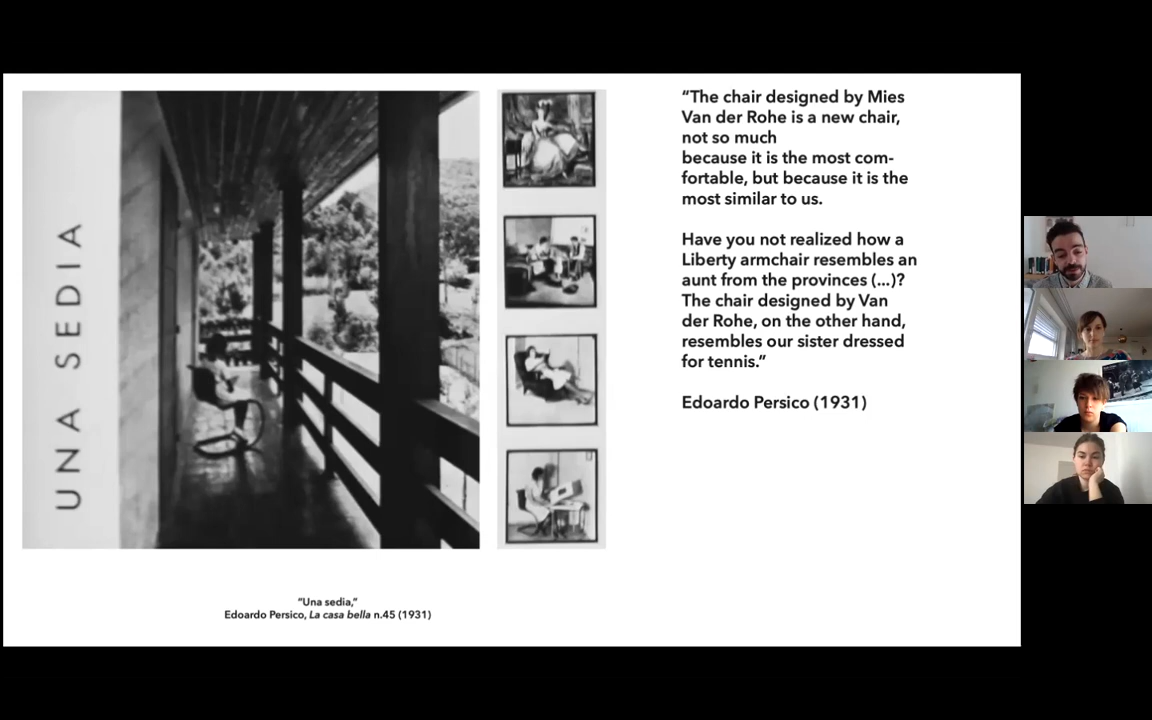 UNA SEDIA
“The chair designed by Mies
Van der Rohe is a new chair,
not so much
because it is the most com-
fortable, but because it is the
most similar to us.
Have you not realized how a
Liberty armchair resembles an
aunt from the provinces (...)?
The chair designed by Van
der Rohe, on the other hand,
resembles our sister dressed
for tennis.”
Edoardo Persico (1931)
“Una sedia,”
Edoardo Persico, La casa bella n.45 (1931)